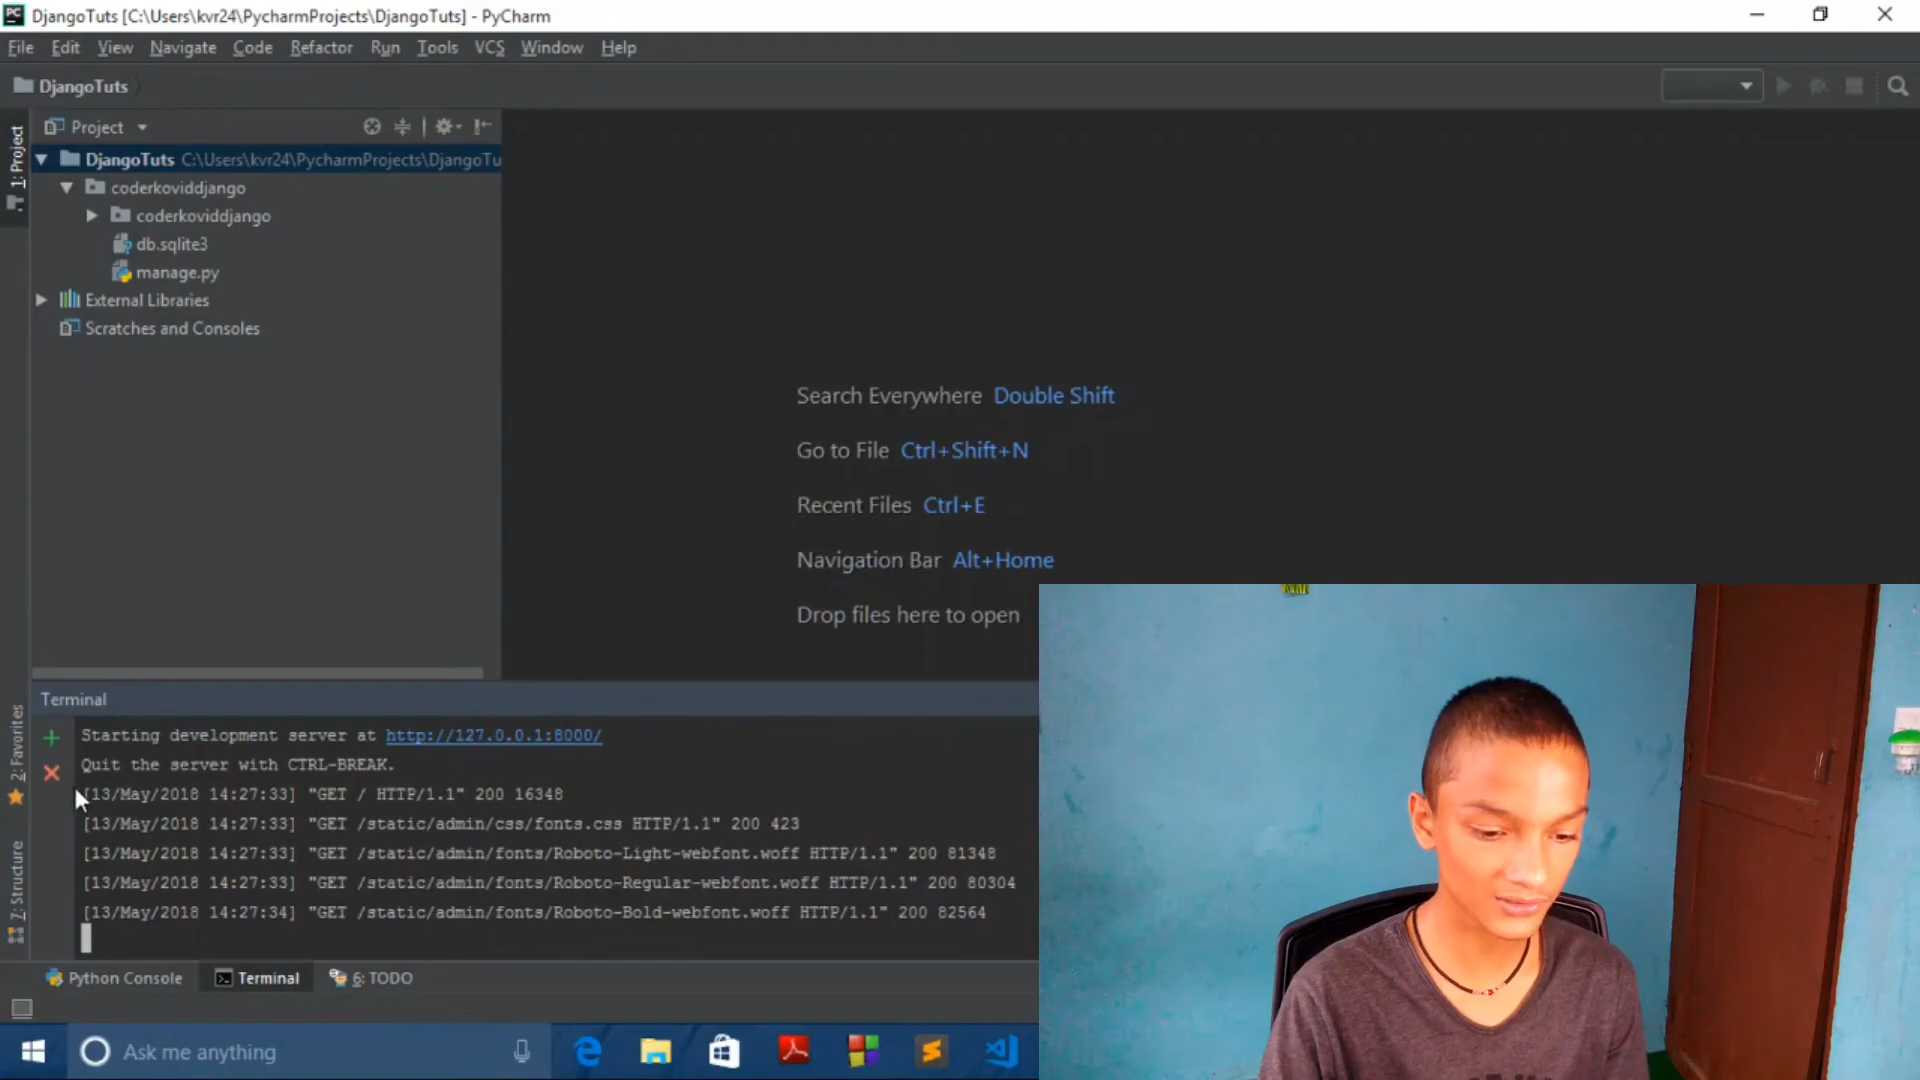 DjangoTuts [C:\Users\kvr24\PycharmProjects\DjangoTuts] - PyCharm
File Edit View Navigate Code Refactor Run Tools VCS Window Help
DjangoTuts
1: Project
Project
DjangoTuts C:\Users\kvr24\PycharmProjects\DjangoTu
coderkoviddjango
coderkoviddjango
db.sqlite3
manage.py
External Libraries
Scratches and Consoles
Search Everywhere Double Shift
Go to File Ctrl+Shift+N
Recent Files Ctrl+E
Navigation Bar Alt+Home
Drop files here to open
2: Favorites
7: Structure
Terminal
Starting development server at http://127.0.0.1:8000/
Quit the server with CTRL-BREAK.
[13/May/2018 14:27:33] "GET / HTTP/1.1" 200 16348
[13/May/2018 14:27:33] "GET /static/admin/css/fonts.css HTTP/1.1" 200 423
[13/May/2018 14:27:33] "GET /static/admin/fonts/Roboto-Light-webfont.woff HTTP/1.1" 200 81348
[13/May/2018 14:27:33] "GET /static/admin/fonts/Roboto-Regular-webfont.woff HTTP/1.1" 200 80304
[13/May/2018 14:27:34] "GET /static/admin/fonts/Roboto-Bold-webfont.woff HTTP/1.1" 200 82564
Python Console Terminal 6: TODO
Ask me anything